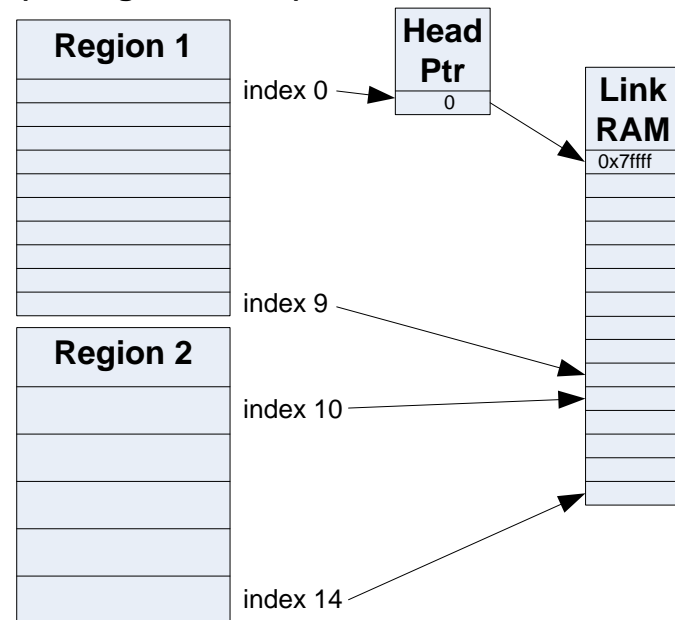 Region 1
index 0
Head
Ptr
0
Link
RAM
0x7ffff
index 9
Region 2
index 10
index 14